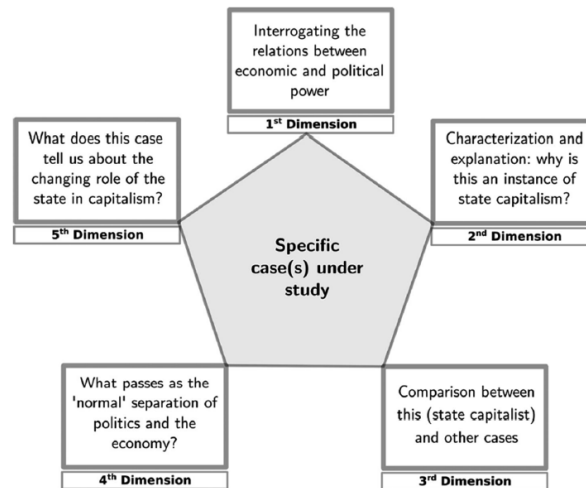 Interrogating the
relations between
economic and political
power
1st Dimension
What does this case
tell us about the
changing role of the
state in capitalism?
5th Dimension
Characterization and
explanation: why is
this an instance of
state capitalism?
2nd Dimension
Specific
case(s) under
study
What passes as the
'normal' separation of
politics and the
economy?
4th Dimension
Comparison between
this (state capitalist)
and other cases
3rd Dimension